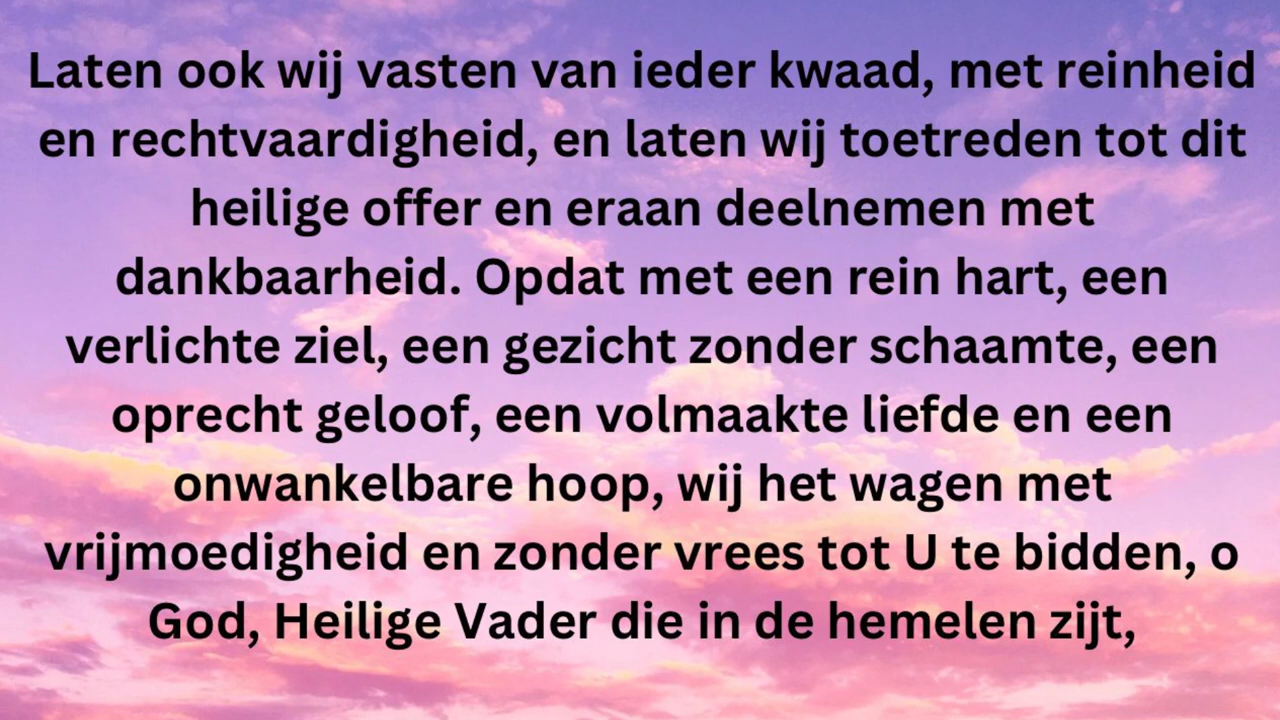 Laten ook wij vasten van ieder kwaad, met reinheid
en rechtvaardigheid, en laten wij toetreden tot dit
heilige offer en eraan deelnemen met
dankbaarheid. Opdat met een rein hart, een
verlichte ziel, een gezicht zonder schaamte, een
oprecht geloof, een volmaakte liefde en een
onwankelbare hoop, wij het wagen met
vrijmoedigheid en zonder vrees tot U te bidden, o
God, Heilige Vader die in de hemelen zijt,